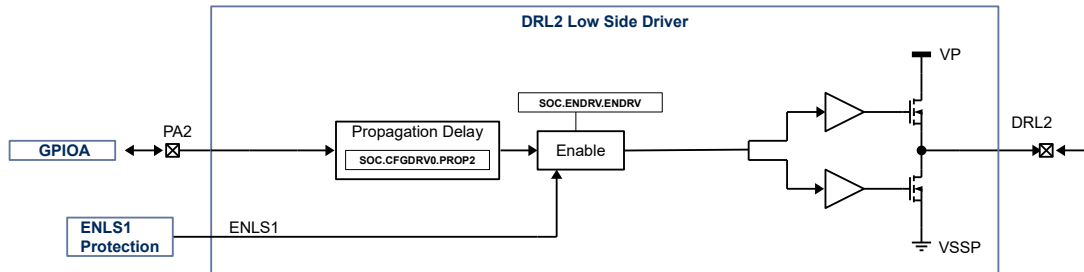 DRL2 Low Side Driver
VP
SOC.ENDRV.ENDRV
PA2
Propagation Delay
DRL2
GPIOA
SOC.CFGDRV0.PROP2
Enable
ENLS1
Protection
ENLS1
VSSP